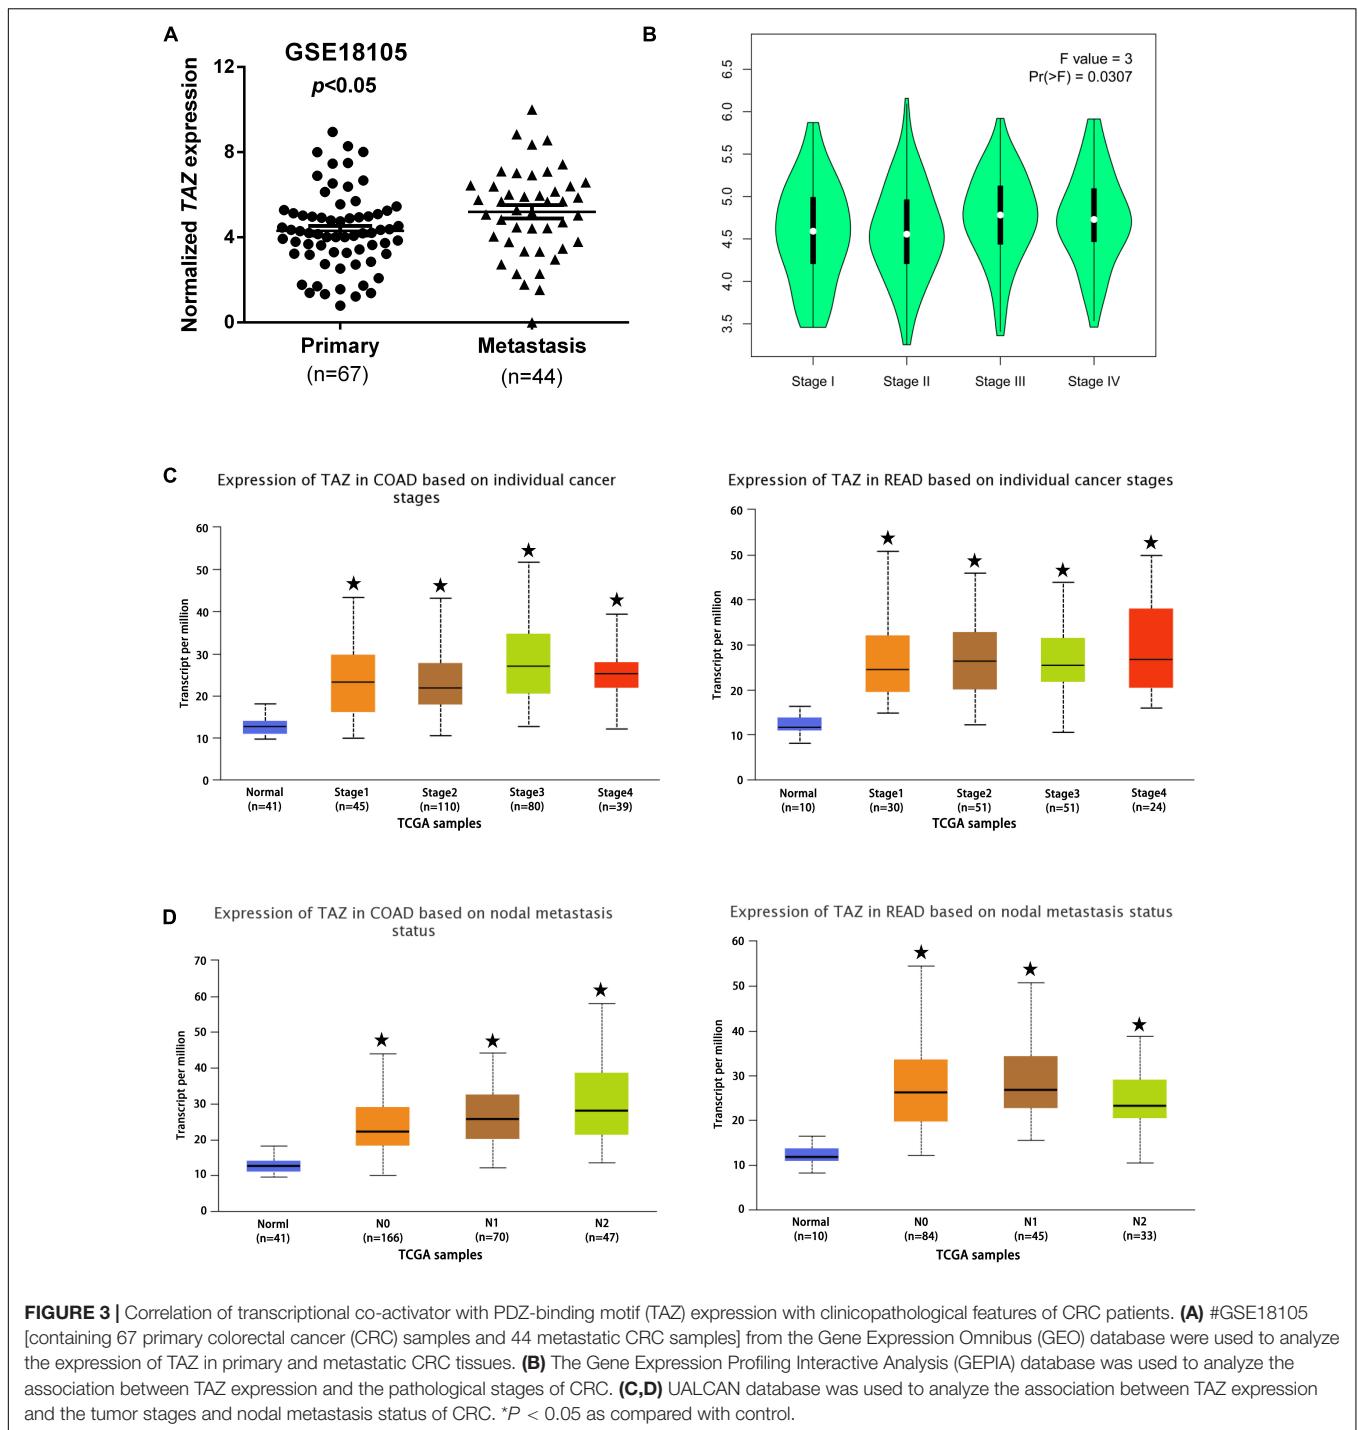 A
GSE18105
p<0.05
Normalized TAZ expression
12
8
4
0
Primary
(n=67)
Metastasis
(n=44)
B
F value = 3
Pr(>F) = 0.0307
6.5
6.0
5.5
5.0
4.5
4.0
3.5
Stage I
Stage II
Stage III
Stage IV
C
Expression of TAZ in COAD based on individual cancer
stages
Transcript per million
60
50
40
30
20
10
0
Normal
(n=41)
Stage1
(n=45)
Stage2
(n=110)
Stage3
(n=80)
Stage4
(n=39)
TCGA samples
Expression of TAZ in READ based on individual cancer stages
Transcript per million
60
50
40
30
20
10
0
Normal
(n=10)
Stage1
(n=30)
Stage2
(n=51)
Stage3
(n=51)
Stage4
(n=24)
TCGA samples
D
Expression of TAZ in COAD based on nodal metastasis
status
Transcript per million
70
60
50
40
30
20
10
0
Norml
(n=41)
N0
(n=166)
N1
(n=70)
N2
(n=47)
TCGA samples
Expression of TAZ in READ based on nodal metastasis status
Transcript per million
60
50
40
30
20
10
0
Normal
(n=10)
N0
(n=84)
N1
(n=45)
N2
(n=33)
TCGA samples
FIGURE 3 | Correlation of transcriptional co-activator with PDZ-binding motif (TAZ) expression with clinicopathological features of CRC patients. (A) #GSE18105
[containing 67 primary colorectal cancer (CRC) samples and 44 metastatic CRC samples] from the Gene Expression Omnibus (GEO) database were used to analyze
the expression of TAZ in primary and metastatic CRC tissues. (B) The Gene Expression Profiling Interactive Analysis (GEPIA) database was used to analyze the
association between TAZ expression and the pathological stages of CRC. (C,D) UALCAN database was used to analyze the association between TAZ expression
and the tumor stages and nodal metastasis status of CRC. *P < 0.05 as compared with control.